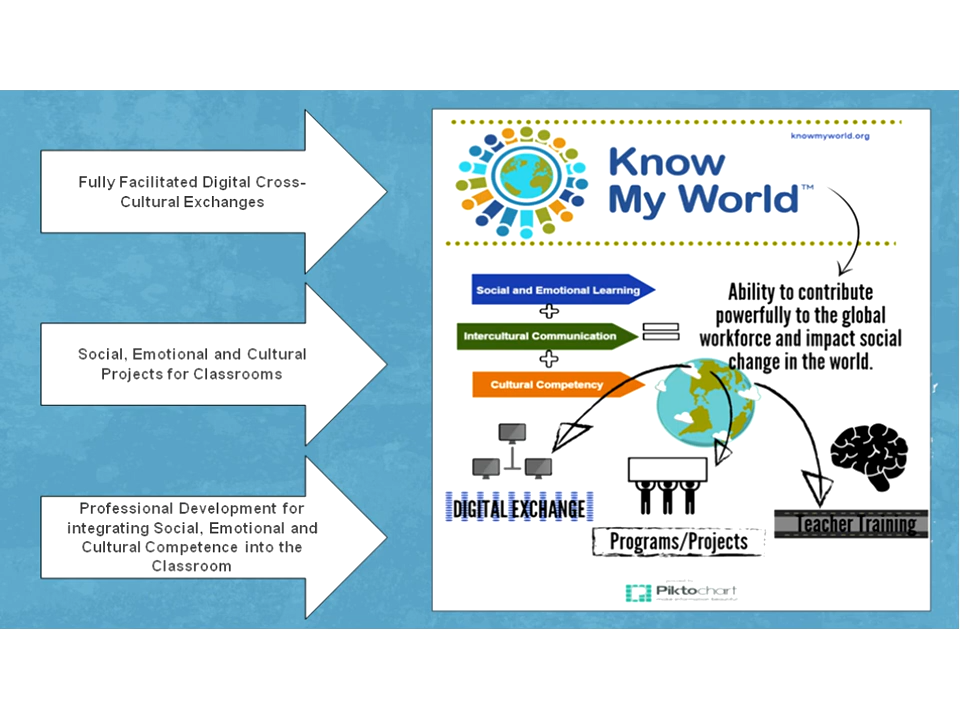 Fully Facilitated Digital Cross-
Cultural Exchanges
Social, Emotional and Cultural
Projects for Classrooms
Professional Development for
integrating Social, Emotional and
Cultural Competence into the
Classroom
knowmyworld.org
Know
My World™
Social and Emotional Learning
Intercultural Communication
Cultural Competency
Ability to contribute
powerfully to the global
workforce and impact social
change in the world.
DIGITAL EXCHANGE
Programs/Projects
Teacher Training
Piktochart